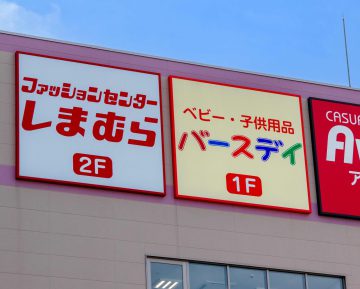 ファッションセンター
しまむら
2F
ベビー・子供用品
バースデイ
1F